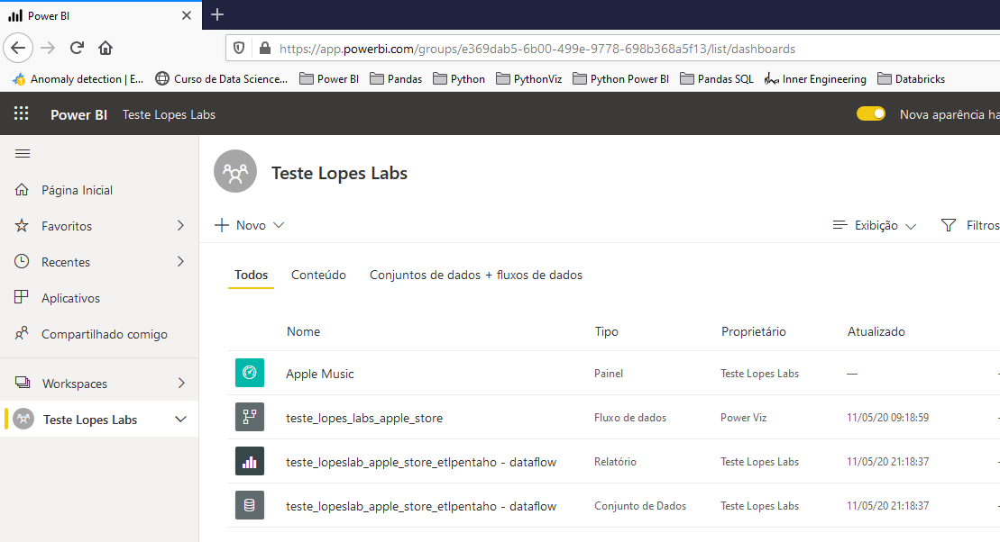 Power BI
https://app.powerbi.com/groups/e369dab5-6b00-499e-9778-698b368a5f13/list/dashboards
Anomaly detection | E... Curso de Data Science... Power BI Pandas Python PythonViz Python Power BI Pandas SQL Inner Engineering Databricks
Power BI Teste Lopes Labs Nova aparência ha
Teste Lopes Labs
Página Inicial
Favoritos
Recentes
Aplicativos
Compartilhado comigo
Workspaces
Teste Lopes Labs
Novo Exibição Filtros
Todos Conteúdo Conjuntos de dados + fluxos de dados
Nome Tipo Proprietário Atualizado
Apple Music Painel Teste Lopes Labs —
teste_lopes_labs_apple_store Fluxo de dados Power Viz 11/05/20 09:18:59
teste_lopeslab_apple_store_etlpentaho - dataflow Relatório Teste Lopes Labs 11/05/20 21:18:37
teste_lopeslab_apple_store_etlpentaho - dataflow Conjunto de Dados Teste Lopes Labs 11/05/20 21:18:37